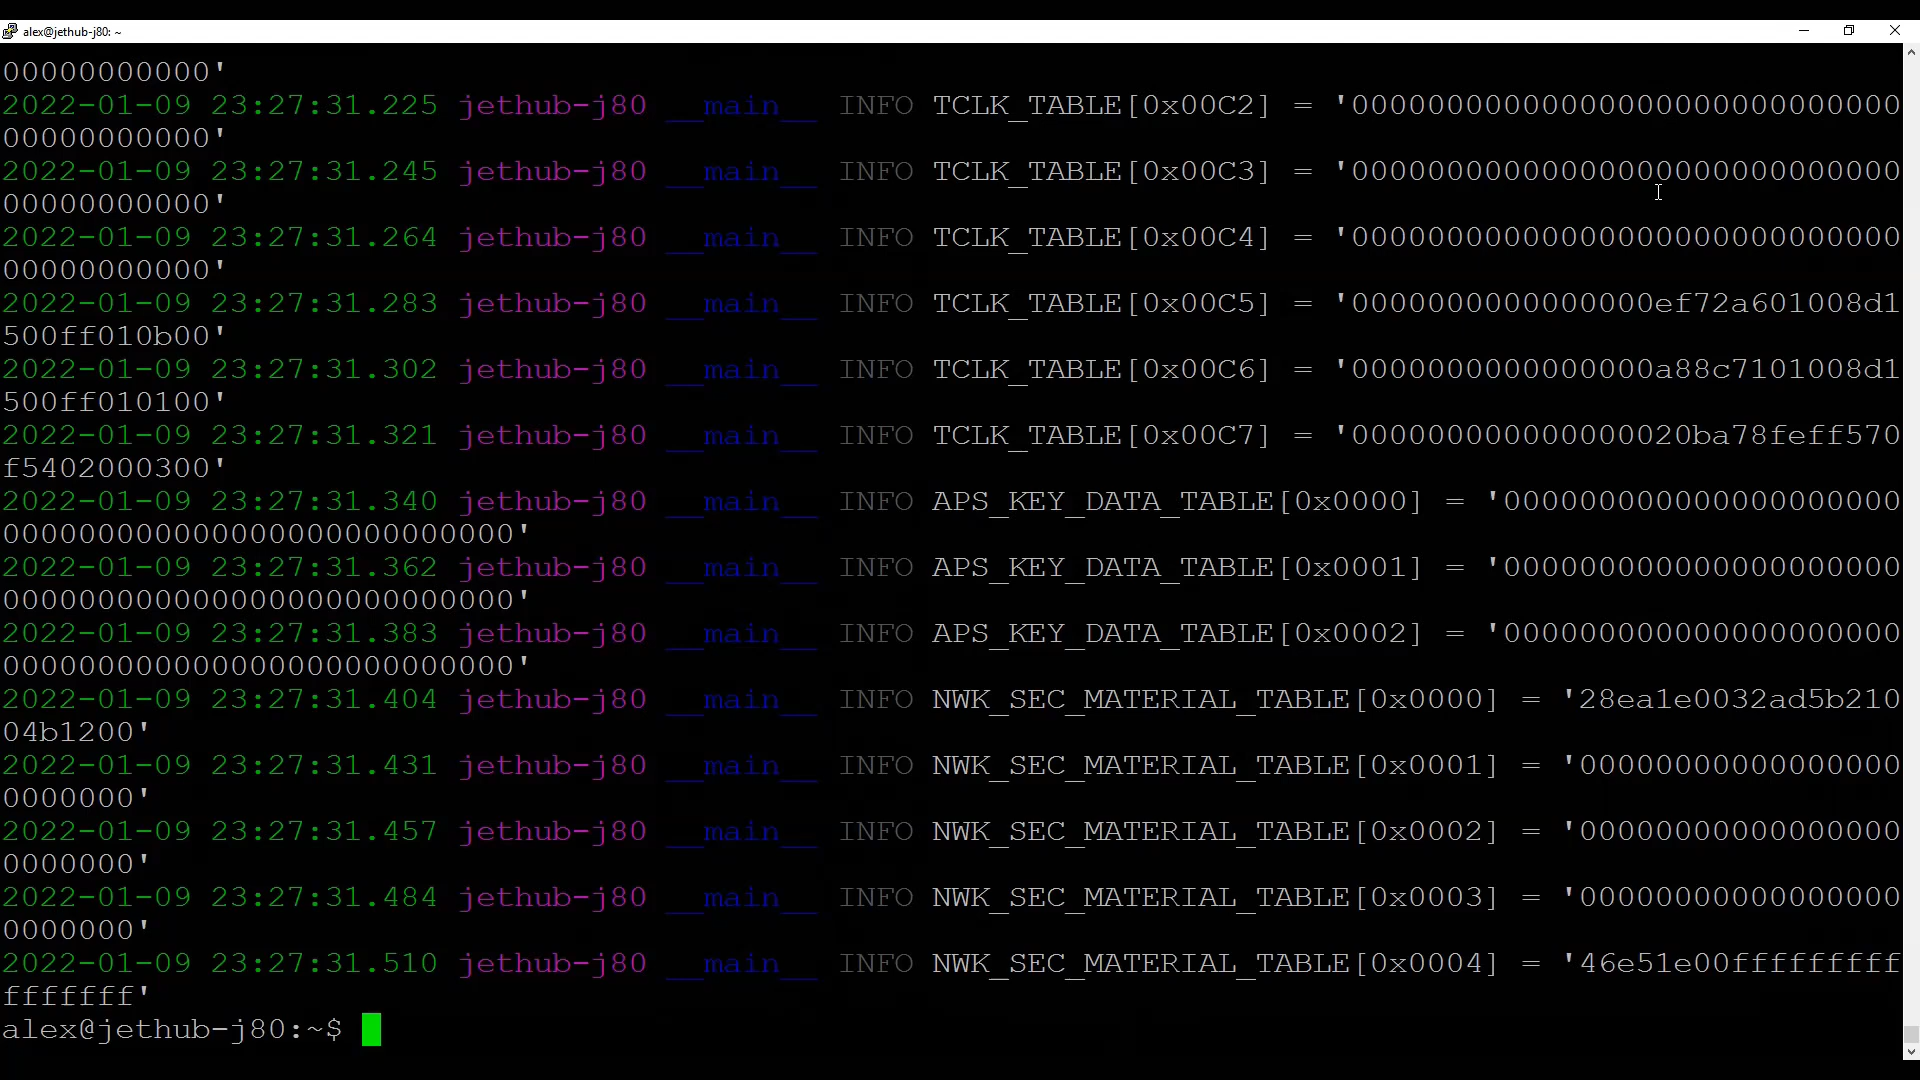 00000000000'
2022-01-09 23:27:31.225 jethub-j80 __main__ INFO TCLK_TABLE[0x00C2] = '00000000000000000000000000000
00000000000'
2022-01-09 23:27:31.245 jethub-j80 __main__ INFO TCLK_TABLE[0x00C3] = '00000000000000000000000000000
00000000000'
2022-01-09 23:27:31.264 jethub-j80 __main__ INFO TCLK_TABLE[0x00C4] = '00000000000000000000000000000
00000000000'
2022-01-09 23:27:31.283 jethub-j80 __main__ INFO TCLK_TABLE[0x00C5] = '0000000000000000ef72a601008d1
500ff010b00'
2022-01-09 23:27:31.302 jethub-j80 __main__ INFO TCLK_TABLE[0x00C6] = '0000000000000000a88c7101008d1
500ff010100'
2022-01-09 23:27:31.321 jethub-j80 __main__ INFO TCLK_TABLE[0x00C7] = '000000000000000020ba78feff570
f5402000300'
2022-01-09 23:27:31.340 jethub-j80 __main__ INFO APS_KEY_DATA_TABLE[0x0000] = '000000000000000000000
000000000000000000000000000'
2022-01-09 23:27:31.362 jethub-j80 __main__ INFO APS_KEY_DATA_TABLE[0x0001] = '000000000000000000000
000000000000000000000000000'
2022-01-09 23:27:31.383 jethub-j80 __main__ INFO APS_KEY_DATA_TABLE[0x0002] = '000000000000000000000
000000000000000000000000000'
2022-01-09 23:27:31.404 jethub-j80 __main__ INFO NWK_SEC_MATERIAL_TABLE[0x0000] = '28ea1e0032ad5b210
04b1200'
2022-01-09 23:27:31.431 jethub-j80 __main__ INFO NWK_SEC_MATERIAL_TABLE[0x0001] = '00000000000000000
0000000'
2022-01-09 23:27:31.457 jethub-j80 __main__ INFO NWK_SEC_MATERIAL_TABLE[0x0002] = '00000000000000000
0000000'
2022-01-09 23:27:31.484 jethub-j80 __main__ INFO NWK_SEC_MATERIAL_TABLE[0x0003] = '00000000000000000
0000000'
2022-01-09 23:27:31.510 jethub-j80 __main__ INFO NWK_SEC_MATERIAL_TABLE[0x0004] = '46e51e00fffffffff
fffffff'
alex@jethub-j80:~$
alex@jethub-j80: ~